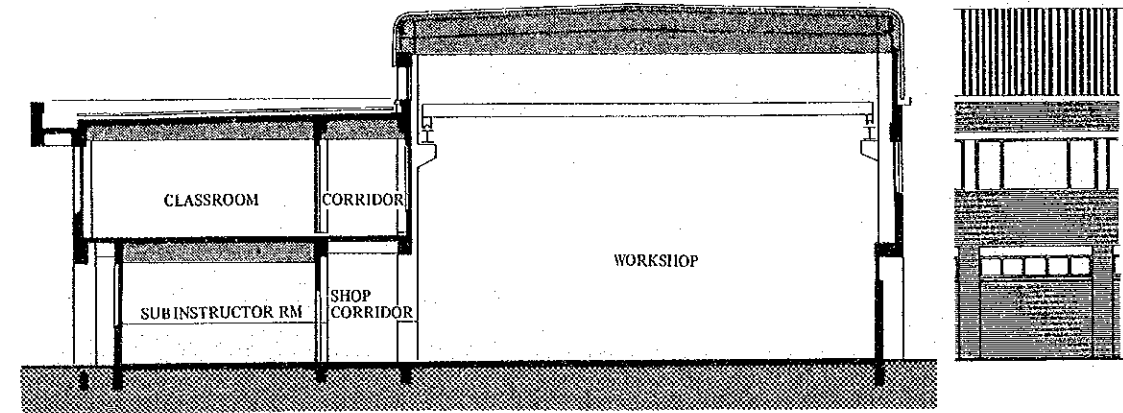 CLASSROOM
CORRIDOR
WORKSHOP
SUBINSTRUCTOR RM
SHOP
CORRIDOR